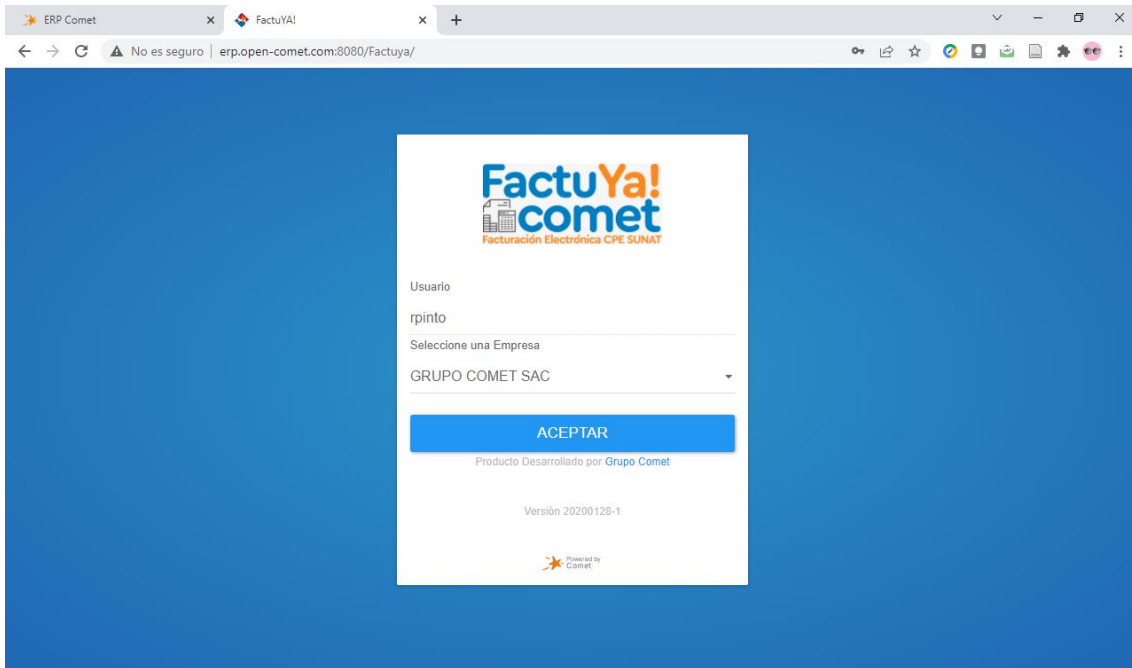 ERP Comet
FactuYA!
No es seguro | erp.open-comet.com:8080/Factuya/
FactuYa!
comet
Facturación Electrónica CPE SUNAT
Usuario
rpinto
Seleccione una Empresa
GRUPO COMET SAC
ACEPTAR
Producto Desarrollado por Grupo Comet
Versión 20200128-1
Powered by
Comet